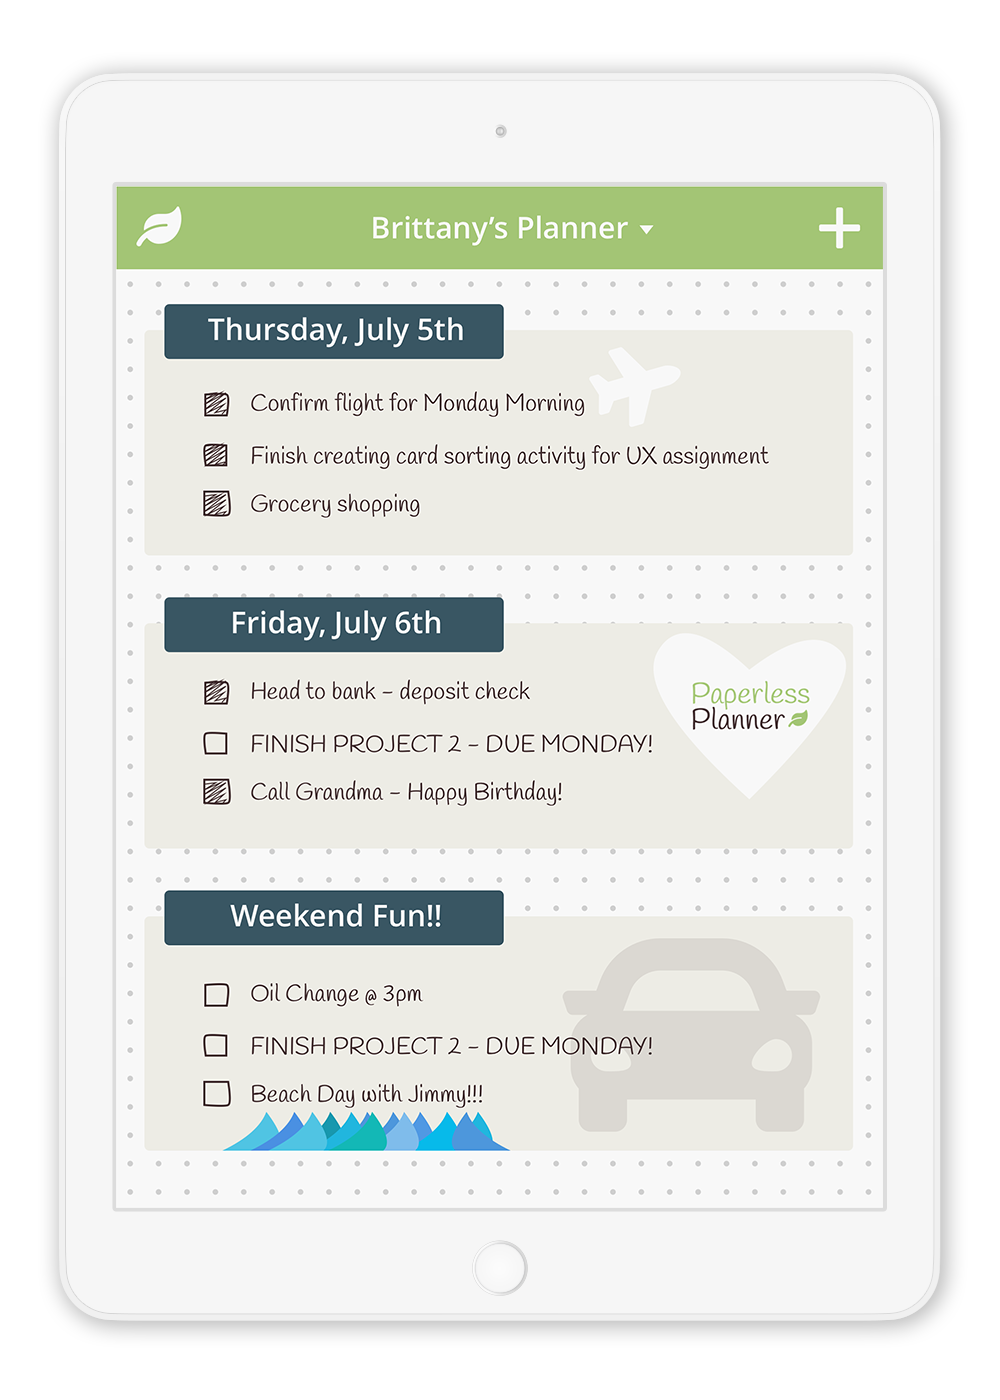 Brittany’s Planner
Thursday, July 5th
Confirm flight for Monday Morning
Finish creating card sorting activity for UX assignment
Grocery shopping
Friday, July 6th
Head to bank - deposit check
FINISH PROJECT 2 - DUE MONDAY!
Call Grandma - Happy Birthday!
Paperless
Planner
Weekend Fun!!
Oil Change @ 3pm
FINISH PROJECT 2 - DUE MONDAY!
Beach Day with Jimmy!!!